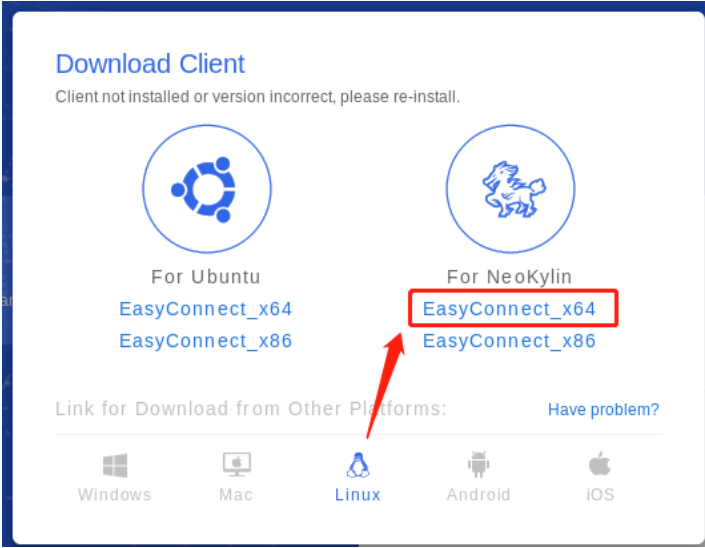 Download Client
Client not installed or version incorrect, please re-install.
For Ubuntu
EasyConnect_x64
EasyConnect_x86
For NeoKylin
EasyConnect_x64
EasyConnect_x86
Link for Download from Other Platforms:
Have problem?
Windows
Mac
Linux
Android
iOS